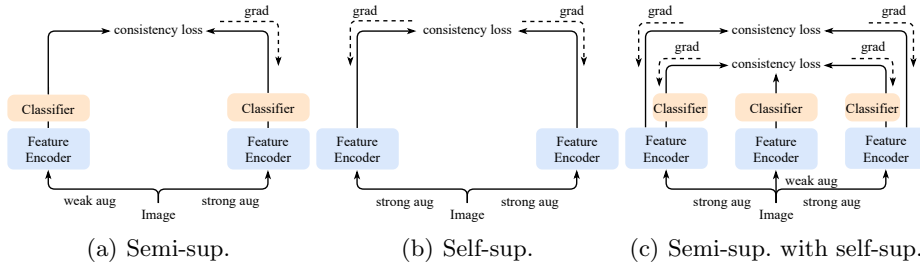 grad
consistency loss
Classifier
Classifier
Feature
Encoder
Feature
Encoder
weak aug
strong aug
Image
(a) Semi-sup.
grad
grad
consistency loss
Feature
Encoder
Feature
Encoder
strong aug
strong aug
Image
(b) Self-sup.
grad
grad
consistency loss
grad
grad
consistency loss
Classifier
Classifier
Classifier
Feature
Encoder
Feature
Encoder
Feature
Encoder
weak aug
strong aug
strong aug
Image
(c) Semi-sup. with self-sup.